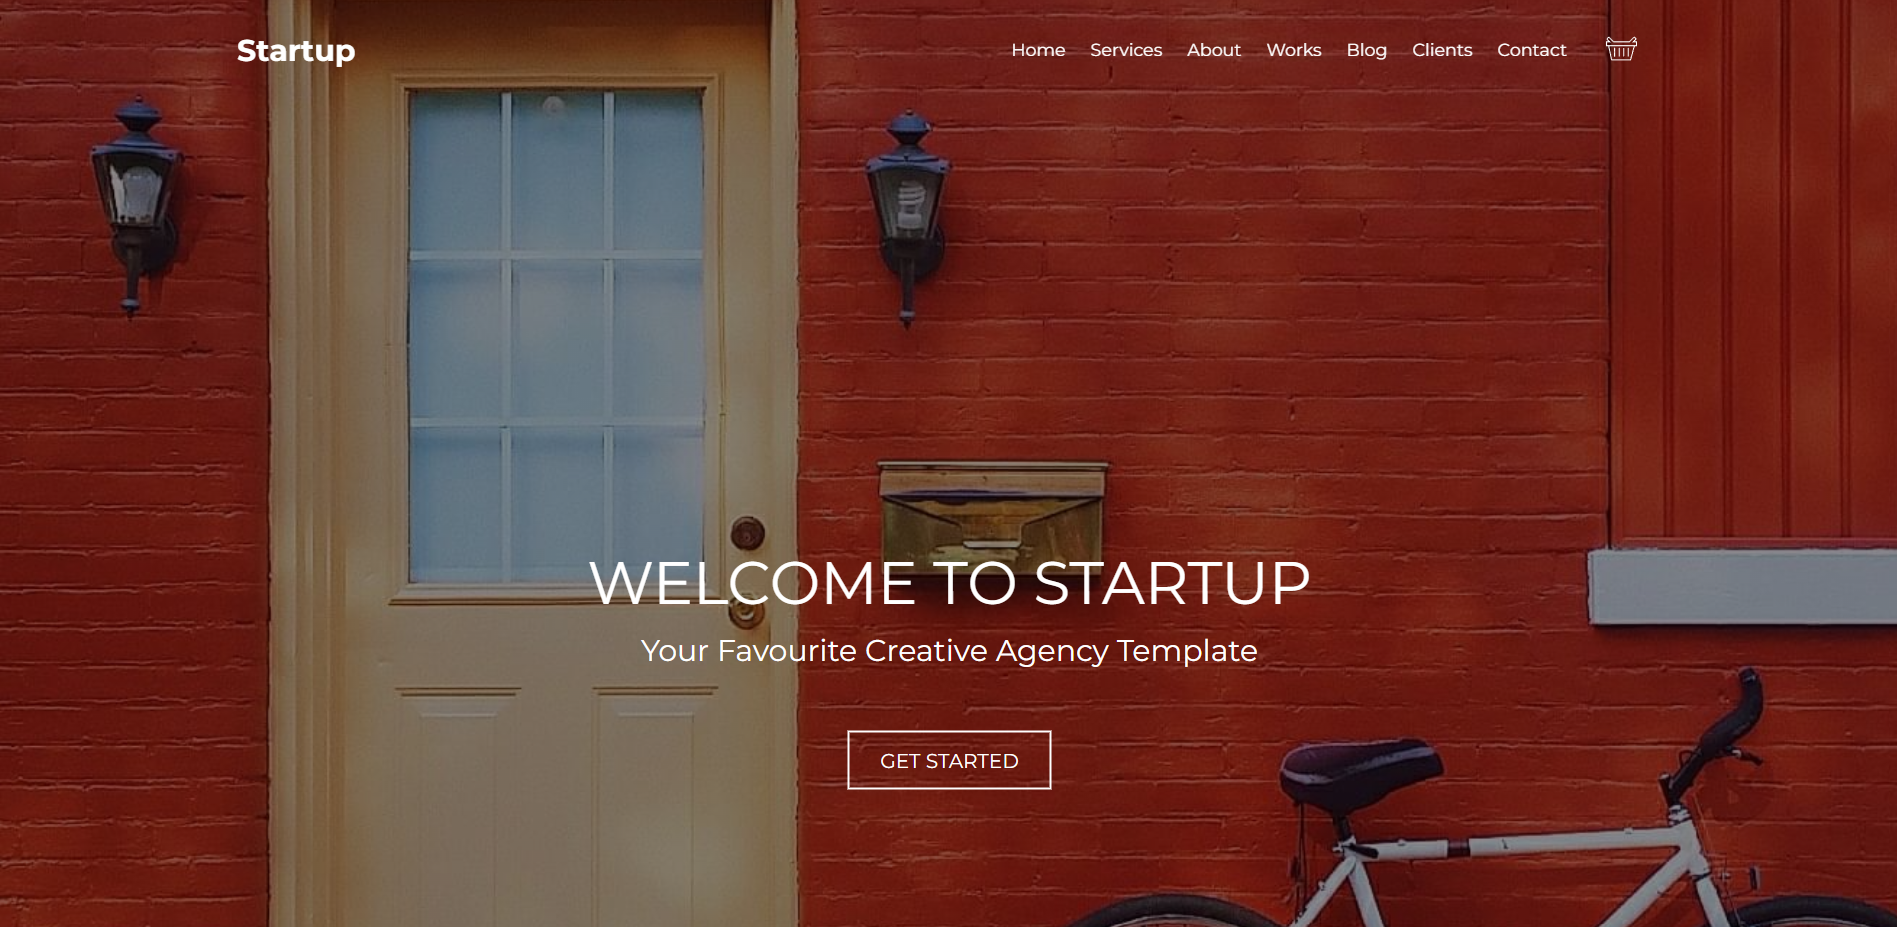 Startup
Home Services About Works Blog Clients Contact
WELCOME TO STARTUP
Your Favourite Creative Agency Template
GET STARTED